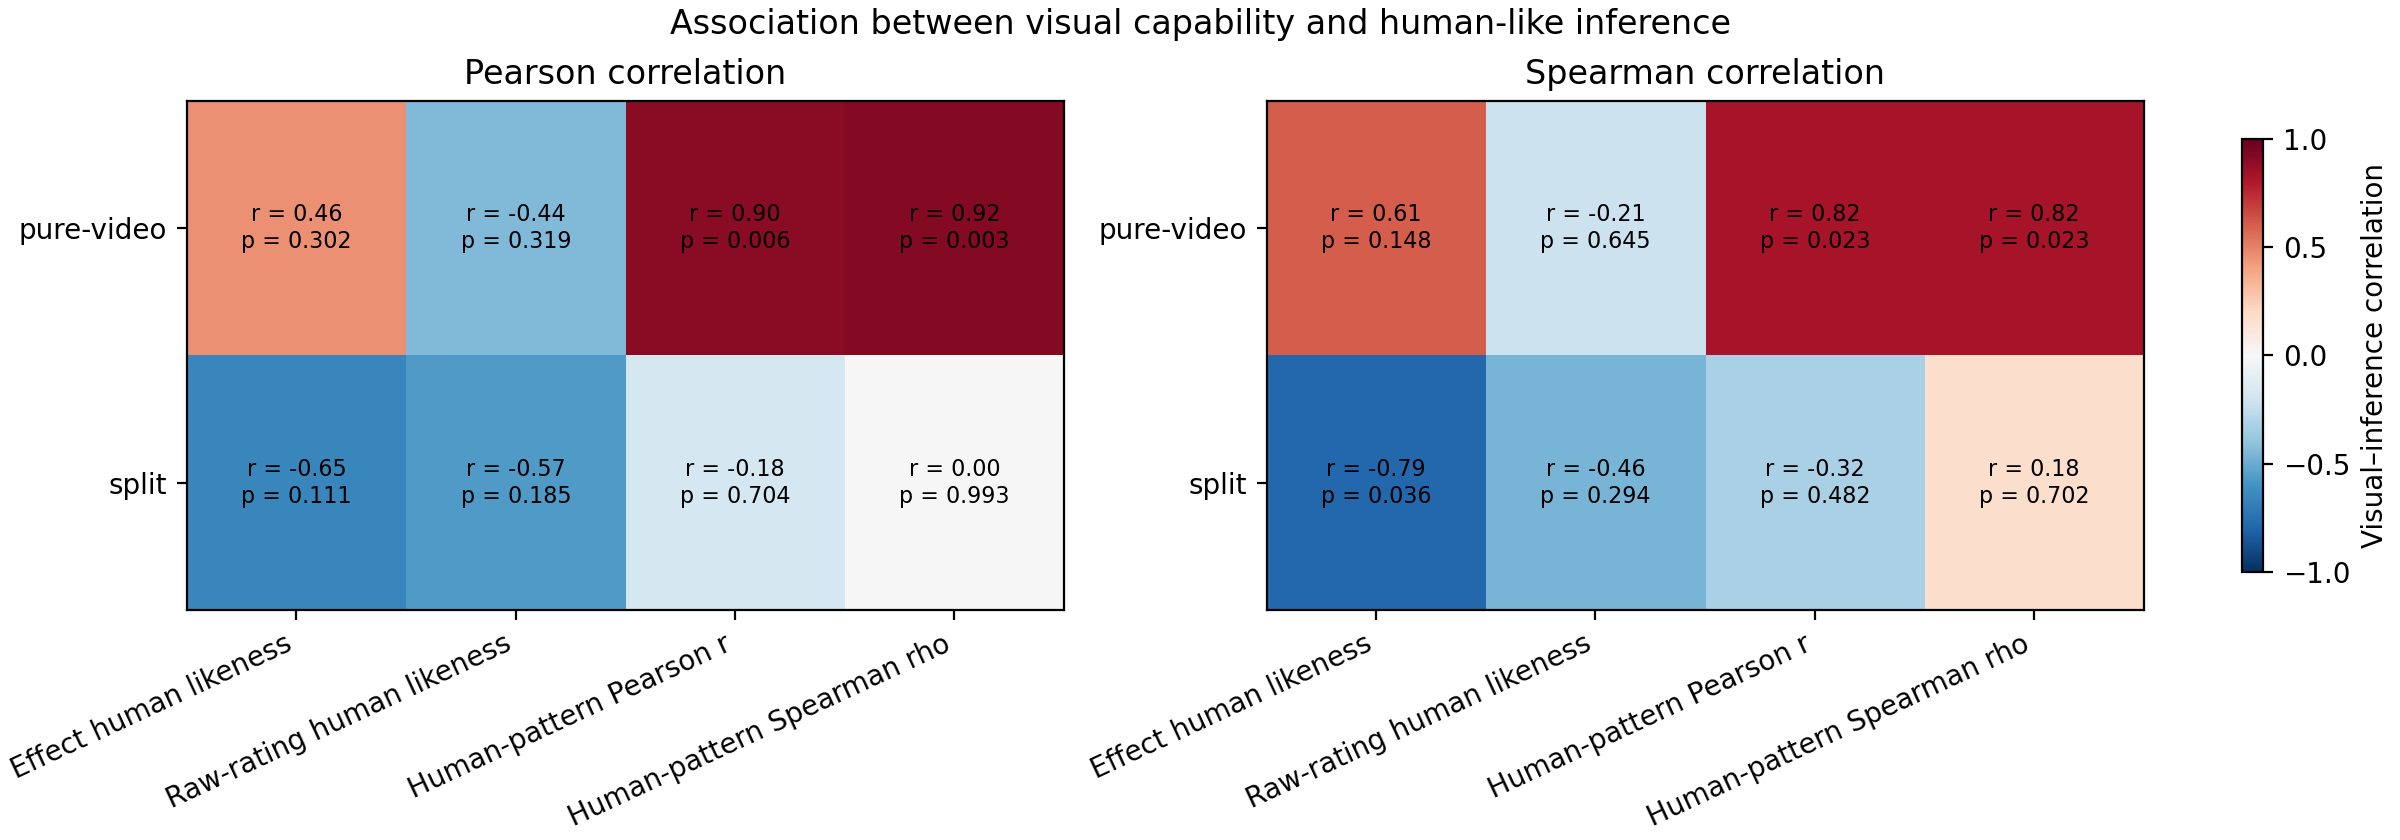 Association between visual capability and human-like inference
Pearson correlation
pure-video
split
r = 0.46
p = 0.302
r = -0.44
p = 0.319
r = 0.90
p = 0.006
r = 0.92
p = 0.003
r = -0.65
p = 0.111
r = -0.57
p = 0.185
r = -0.18
p = 0.704
r = 0.00
p = 0.993
Effect human likeness
Raw-rating human likeness
Human-pattern Pearson r
Human-pattern Spearman rho
Spearman correlation
pure-video
split
r = 0.61
p = 0.148
r = -0.21
p = 0.645
r = 0.82
p = 0.023
r = 0.82
p = 0.023
r = -0.79
p = 0.036
r = -0.46
p = 0.294
r = -0.32
p = 0.482
r = 0.18
p = 0.702
Effect human likeness
Raw-rating human likeness
Human-pattern Pearson r
Human-pattern Spearman rho
1.0
0.5
0.0
−0.5
−1.0
Visual–inference correlation